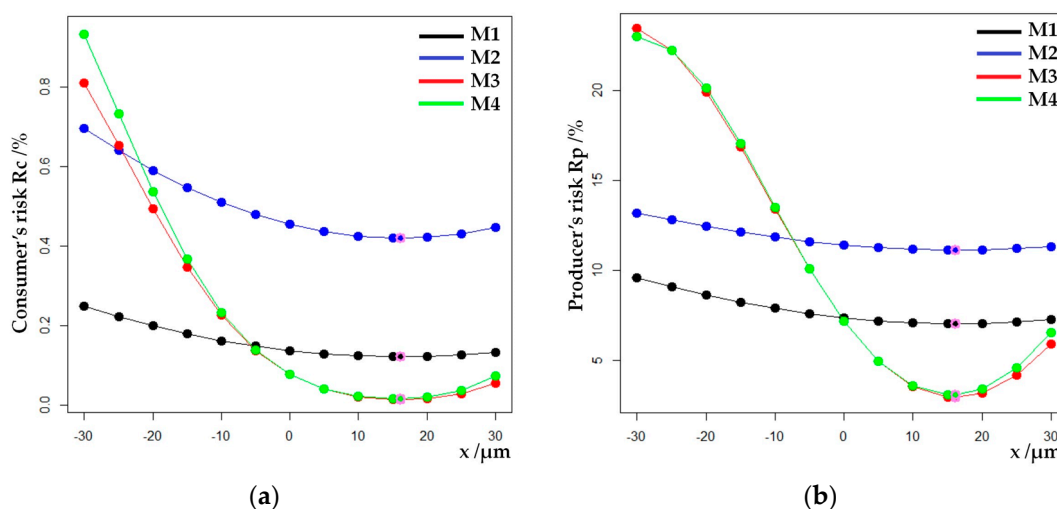 M1
M2
M3
M4
Consumer's risk Rc /%
0.8
0.6
0.4
0.2
0.0
-30 -20 -10 0 10 20 30
x /µm
(a)
M1
M2
M3
M4
Producer's risk Rp /%
20
15
10
5
-30 -20 -10 0 10 20 30
x /µm
(b)